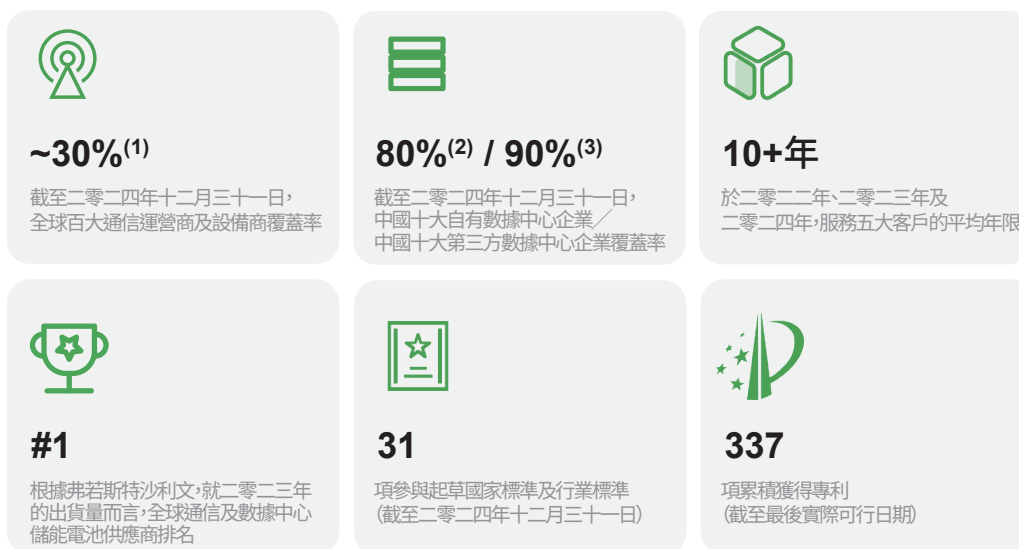 ~30%(1)
截至二零二四年十二月三十一日,
全球百大通信運營商及設備商覆蓋率
80%(2) / 90%(3)
截至二零二四年十二月三十一日,
中國十大自有數據中心企業／
中國十大第三方數據中心企業覆蓋率
10+年
於二零二二年、二零二三年及
二零二四年,服務五大客戶的平均年限
#1
根據弗若斯特沙利文,就二零二三年
的出貨量而言,全球通信及數據中心
儲能電池供應商排名
31
項參與起草國家標準及行業標準
(截至二零二四年十二月三十一日)
337
項累積獲得專利
(截至最後實際可行日期)